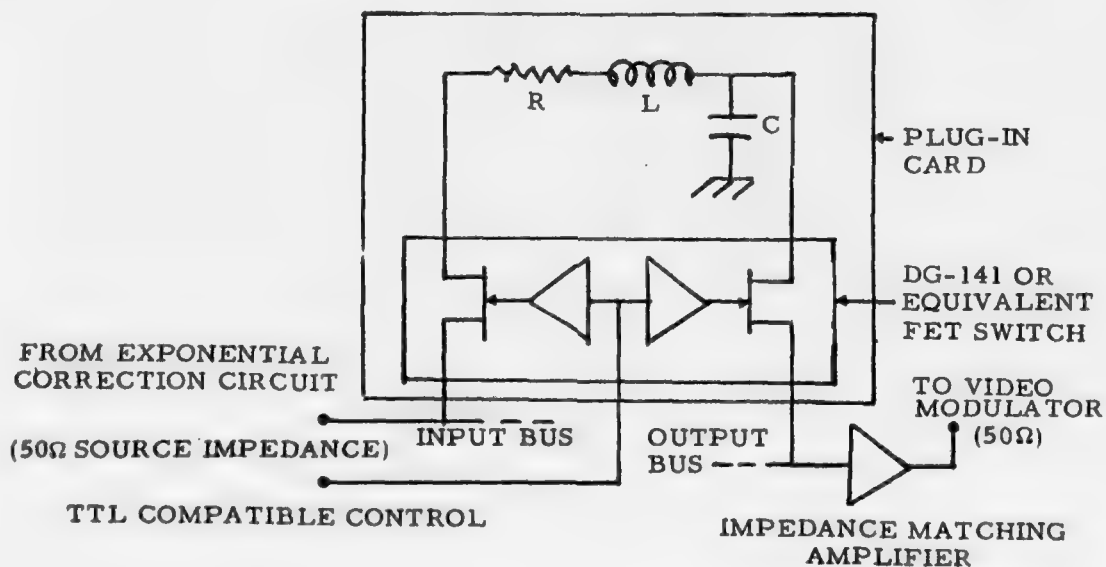 R
L
C
PLUG-IN
CARD
DG-141 OR
EQUIVALENT
FET SWITCH
FROM EXPONENTIAL
CORRECTION CIRCUIT
(50Ω SOURCE IMPEDANCE)
INPUT BUS
OUTPUT
BUS
TO VIDEO
MODULATOR
(50Ω)
TTL COMPATIBLE CONTROL
IMPEDANCE MATCHING
AMPLIFIER